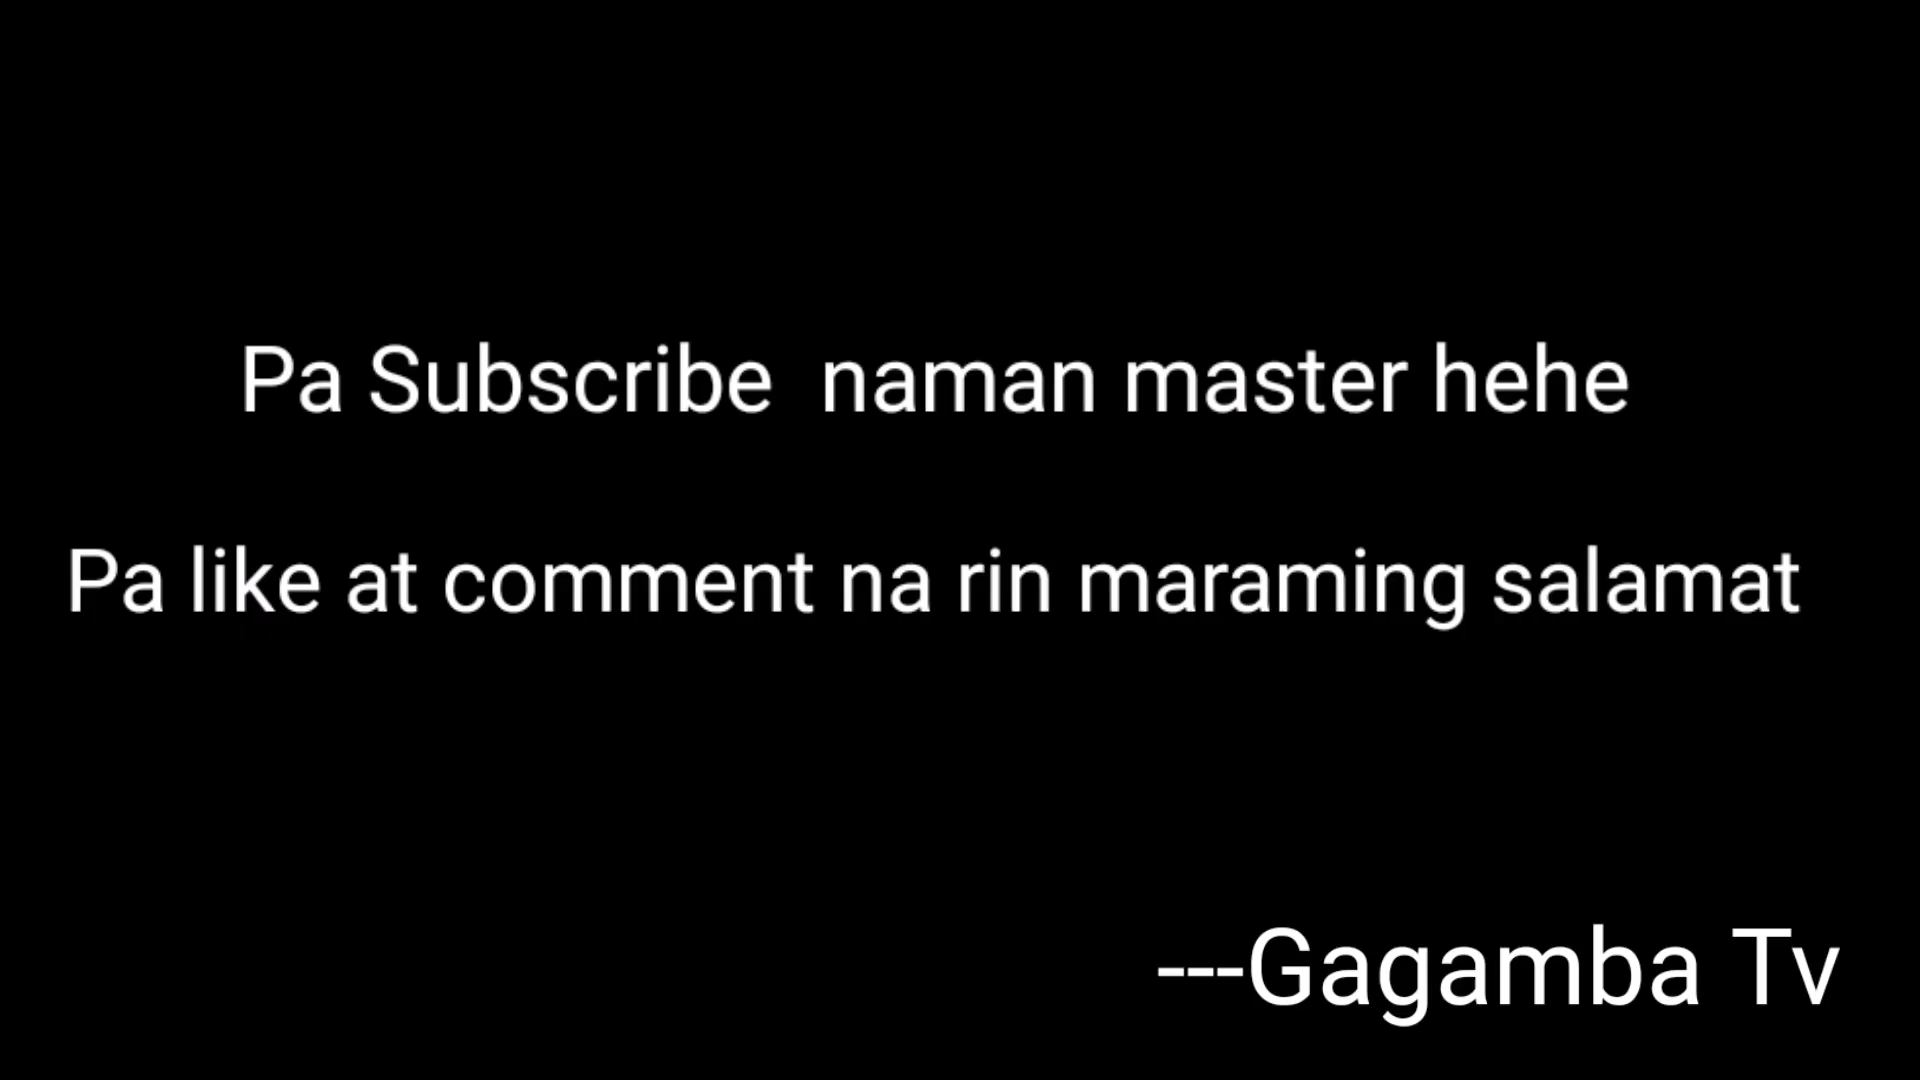 Pa Subscribe  naman master hehe
Pa like at comment na rin maraming salamat
---Gagamba Tv